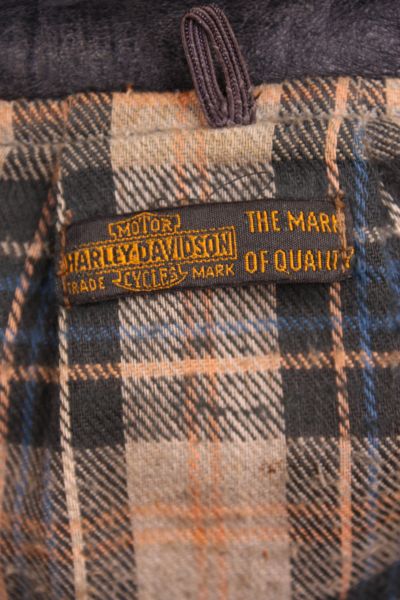 MOTOR
HARLEY-DAVIDSON
TRADE CYCLES MARK
THE MARK
OF QUALITY